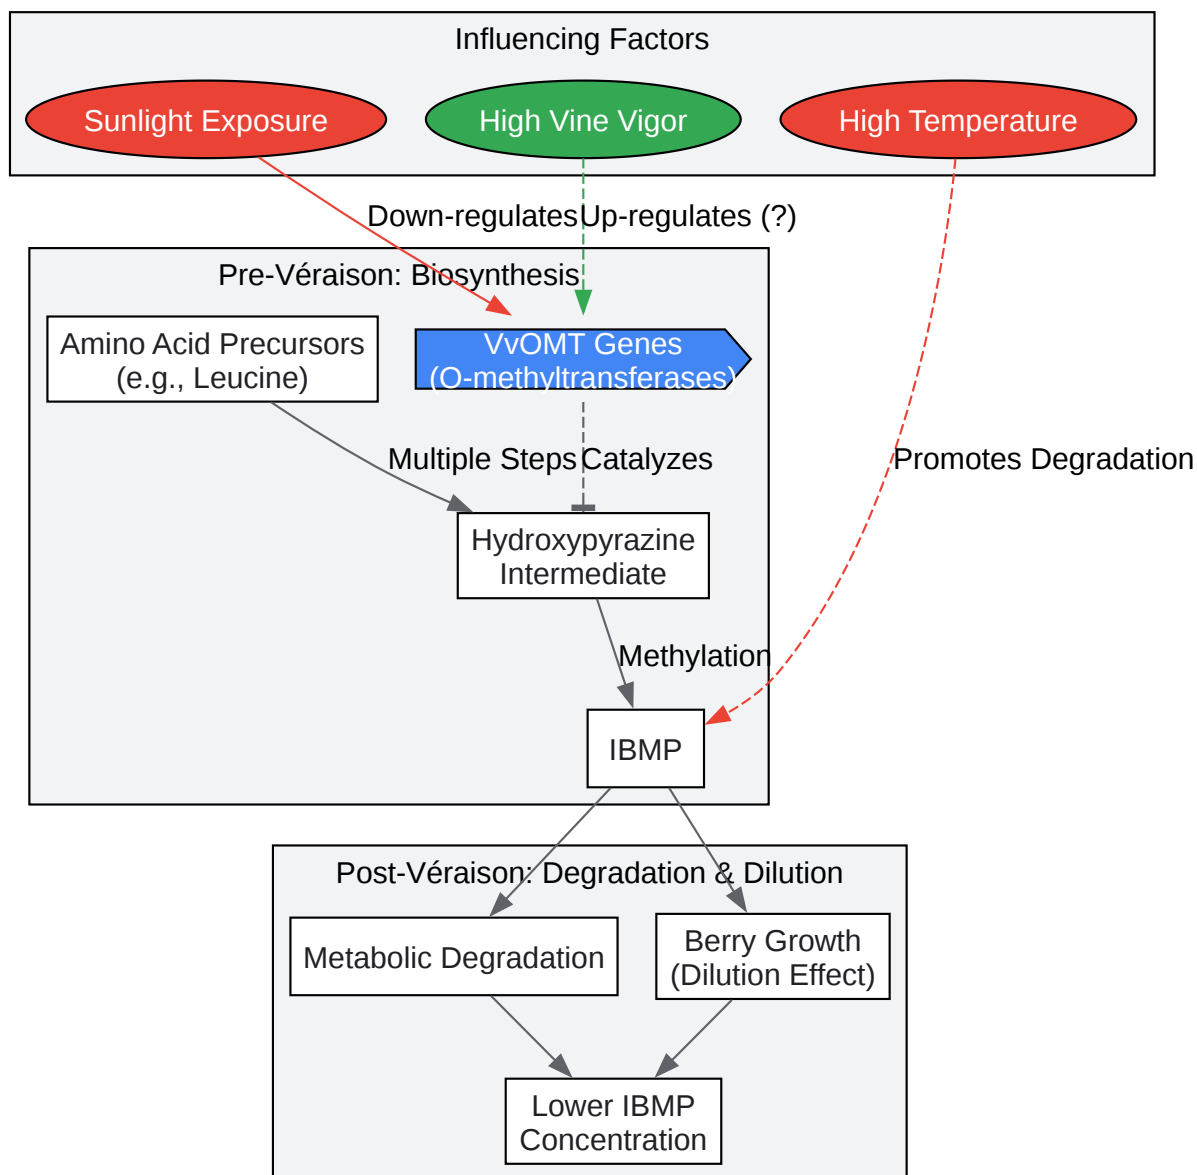 Influencing Factors
Sunlight Exposure
High Vine Vigor
High Temperature
Down-regulates
Up-regulates (?)
Pre-Véraison: Biosynthesis
Amino Acid Precursors
(e.g., Leucine)
VvOMT Genes
(O-methyltransferases)
Multiple Steps
Catalyzes
Promotes Degradation
Hydroxypyrazine
Intermediate
Methylation
IBMP
Post-Véraison: Degradation & Dilution
Metabolic Degradation
Berry Growth
(Dilution Effect)
Lower IBMP
Concentration